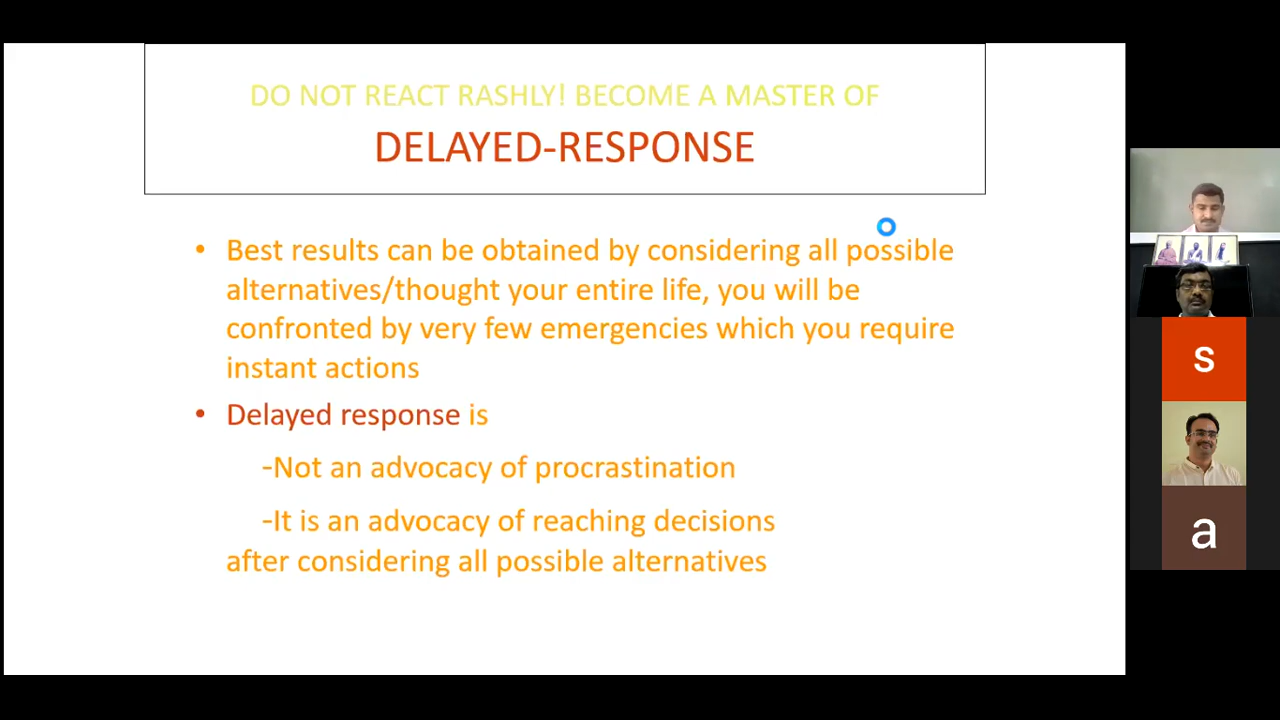 DO NOT REACT RASHLY! BECOME A MASTER OF
DELAYED-RESPONSE
• Best results can be obtained by considering all possible
alternatives/thought your entire life, you will be
confronted by very few emergencies which you require
instant actions
• Delayed response is
-Not an advocacy of procrastination
-It is an advocacy of reaching decisions
after considering all possible alternatives
s
a